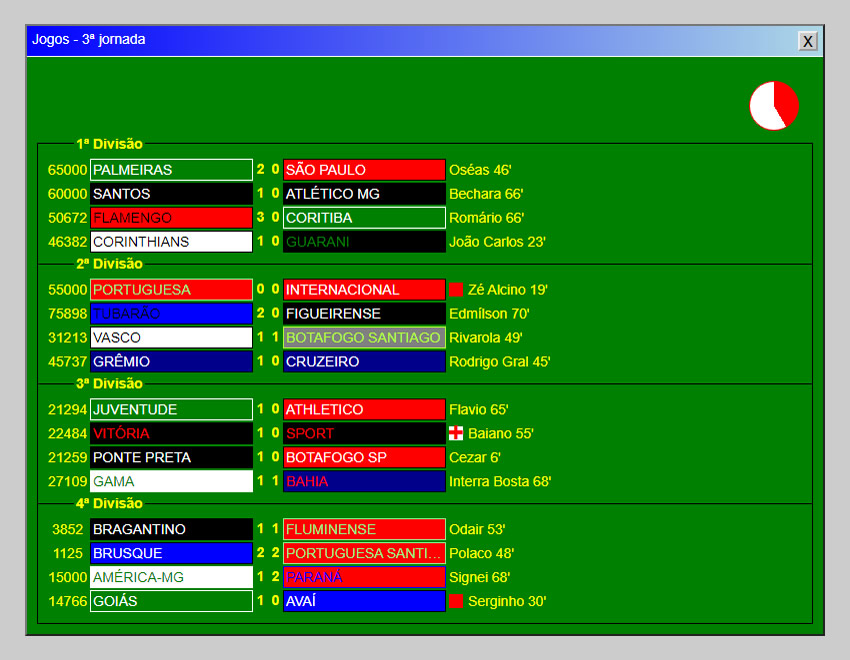 Jogos - 3ª jornada X
1ª Divisão
65000 PALMEIRAS 2 0 SÃO PAULO Oséas 46'
60000 SANTOS 1 0 ATLÉTICO MG Bechara 66'
50672 FLAMENGO 3 0 CORITIBA Romário 66'
46382 CORINTHIANS 1 0 GUARANI João Carlos 23'
2ª Divisão
55000 PORTUGUESA 0 0 INTERNACIONAL Zé Alcino 19'
75898 TUBARÃO 2 0 FIGUEIRENSE Edmílson 70'
31213 VASCO 1 1 BOTAFOGO SANTIAGO Rivarola 49'
45737 GRÊMIO 1 0 CRUZEIRO Rodrigo Gral 45'
3ª Divisão
21294 JUVENTUDE 1 0 ATHLETICO Flavio 65'
22484 VITÓRIA 1 0 SPORT Baiano 55'
21259 PONTE PRETA 1 0 BOTAFOGO SP Cezar 6'
27109 GAMA 1 1 BAHIA Interra Bosta 68'
4ª Divisão
3852 BRAGANTINO 1 1 FLUMINENSE Odair 53'
1125 BRUSQUE 2 2 PORTUGUESA SANTI... Polaco 48'
15000 AMÉRICA-MG 1 2 PARANÁ Signei 68'
14766 GOIÁS 1 0 AVAÍ Serginho 30'